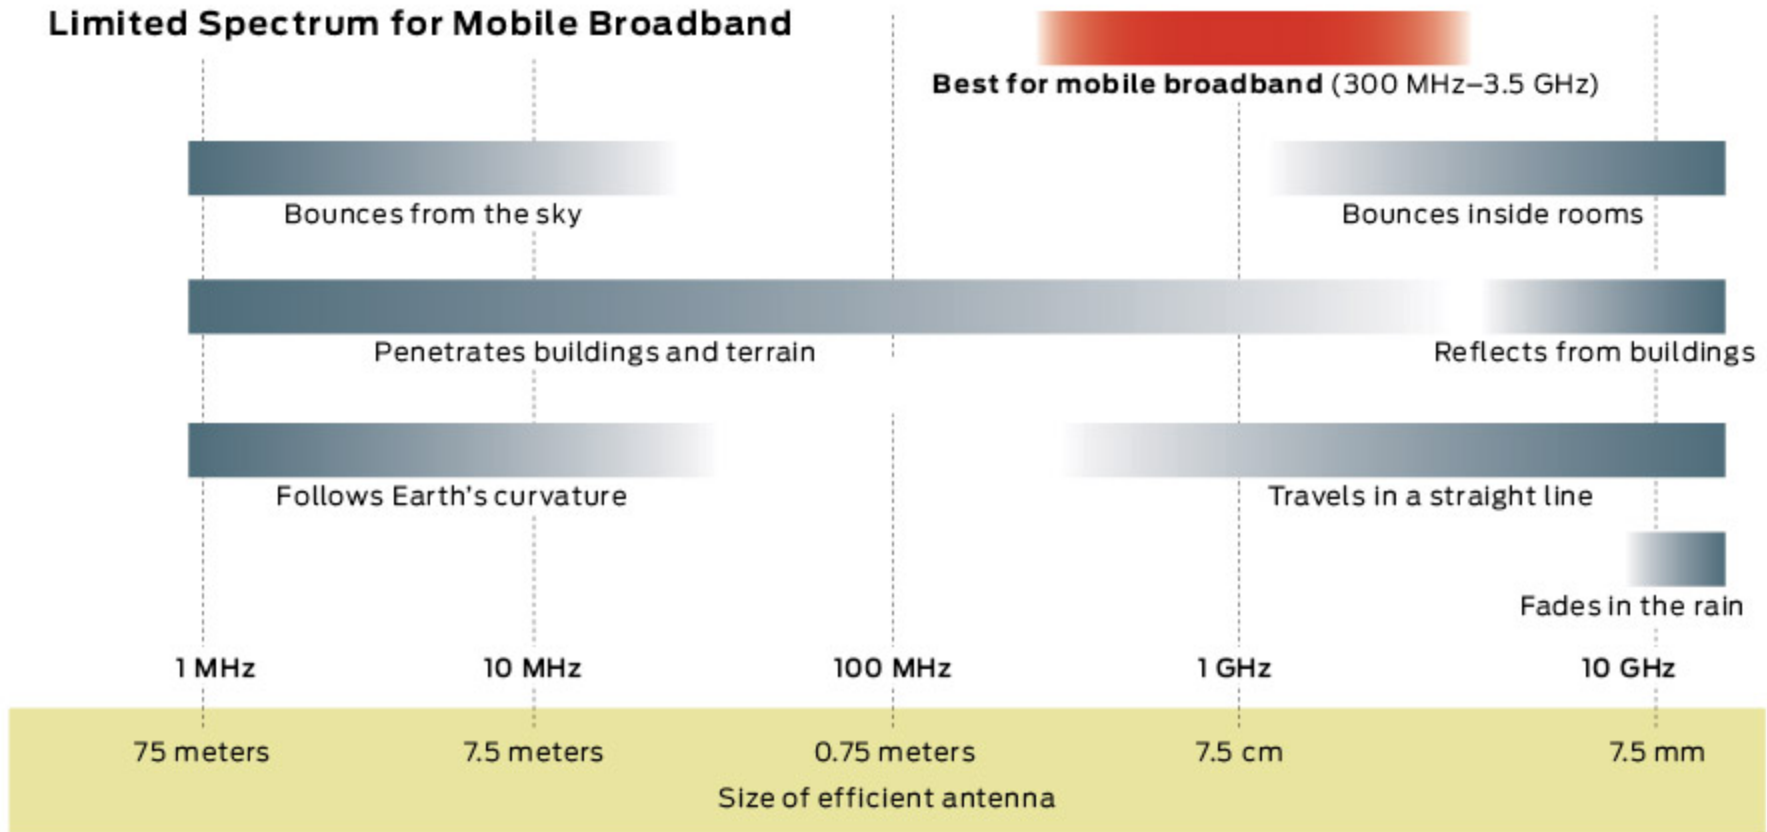 Limited Spectrum for Mobile Broadband
Best for mobile broadband (300 MHz–3.5 GHz)
Bounces from the sky
Bounces inside rooms
Penetrates buildings and terrain
Reflects from buildings
Follows Earth's curvature
Travels in a straight line
Fades in the rain
1 MHz 10 MHz 100 MHz 1 GHz 10 GHz
75 meters 7.5 meters 0.75 meters 7.5 cm 7.5 mm
Size of efficient antenna